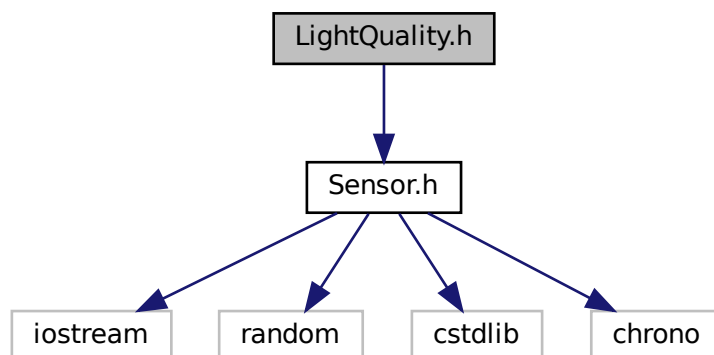 LightQuality.h
Sensor.h
iostream
random
cstdlib
chrono